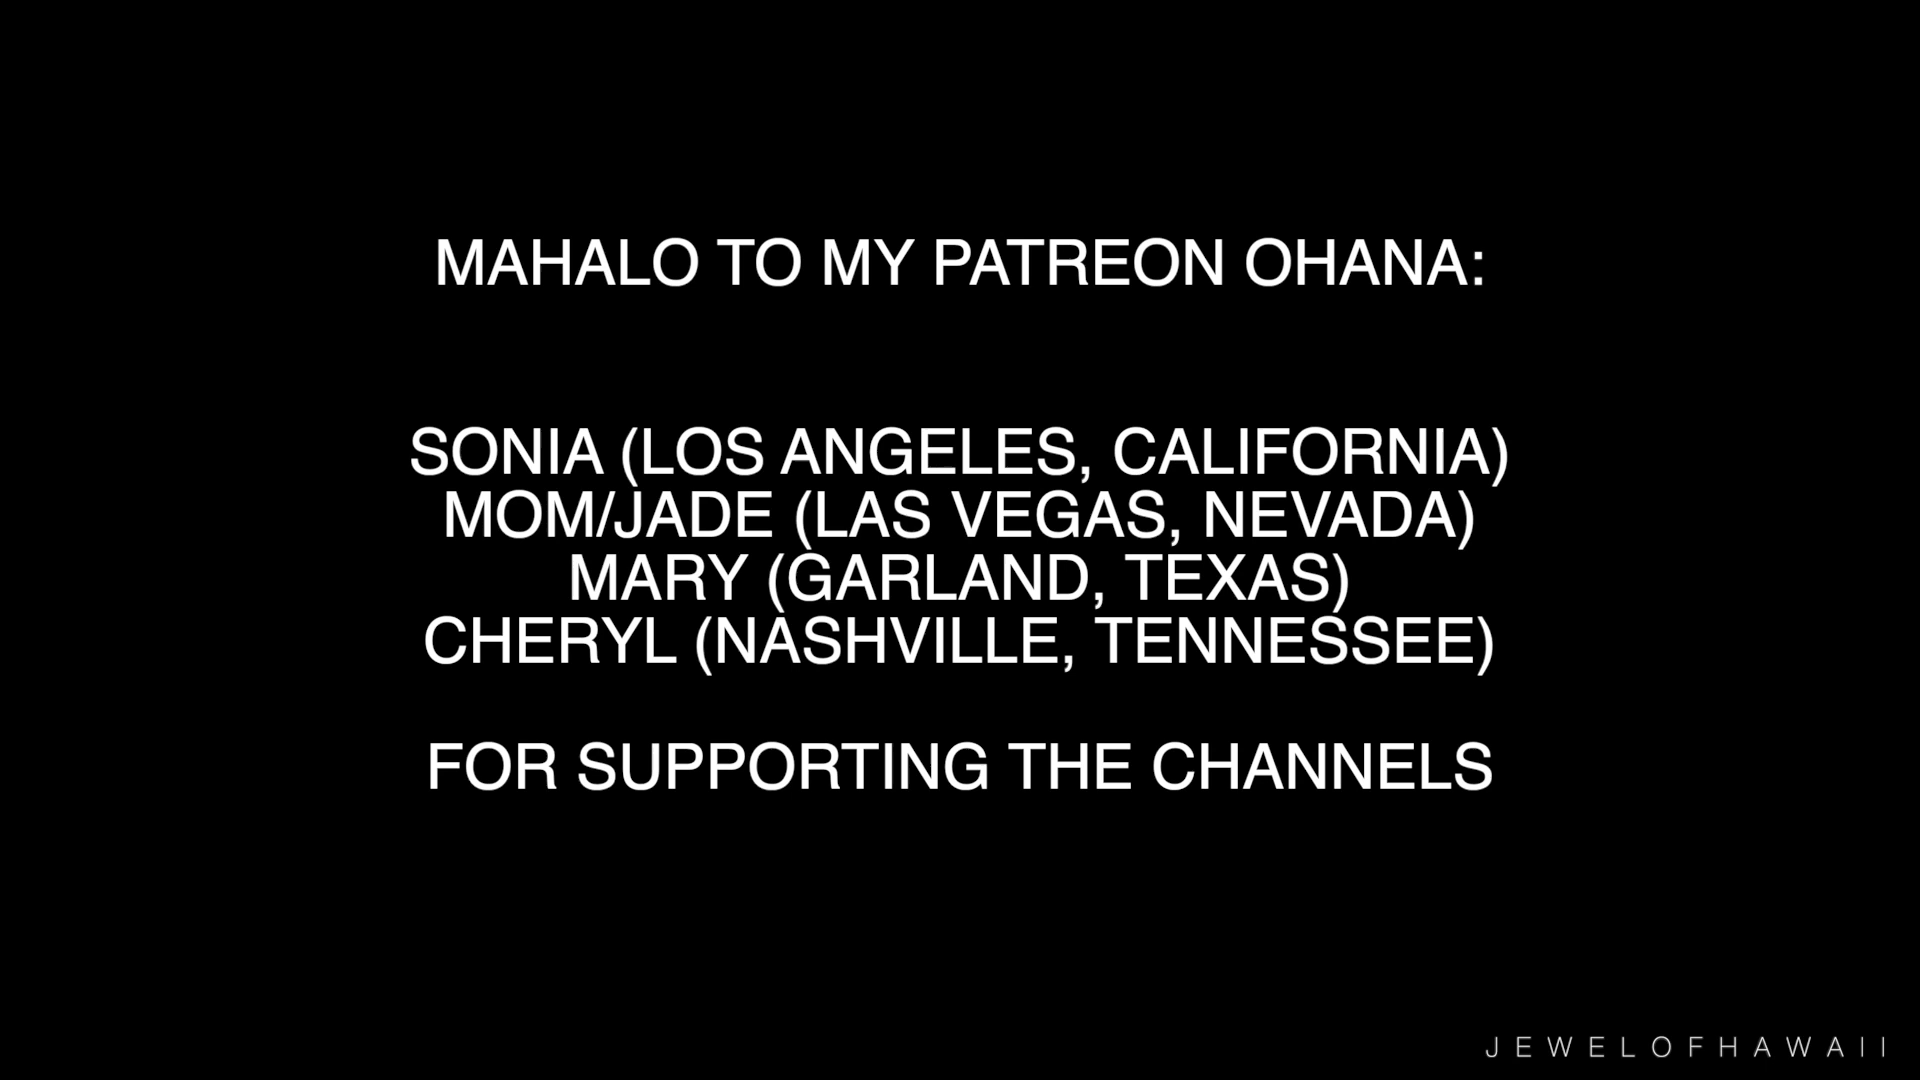 MAHALO TO MY PATREON OHANA:
SONIA (LOS ANGELES, CALIFORNIA)
MOM/JADE (LAS VEGAS, NEVADA)
MARY (GARLAND, TEXAS)
CHERYL (NASHVILLE, TENNESSEE)
FOR SUPPORTING THE CHANNELS
JEWELOFHAWAII